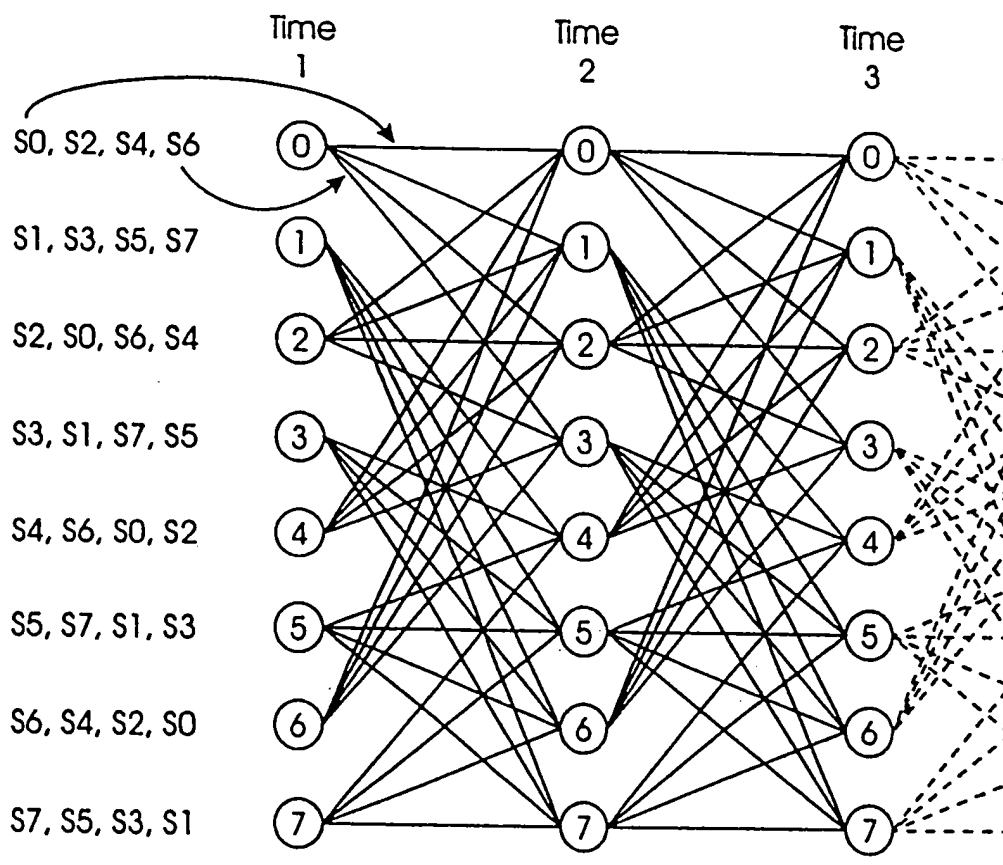 Time Time Time
1 2 3
S0, S2, S4, S6 0 0 0
S1, S3, S5, S7 1 1 1
S2, S0, S6, S4 2 2 2
S3, S1, S7, S5 3 3 3
S4, S6, S0, S2 4 4 4
S5, S7, S1, S3 5 5 5
S6, S4, S2, S0 6 6 6
S7, S5, S3, S1 7 7 7